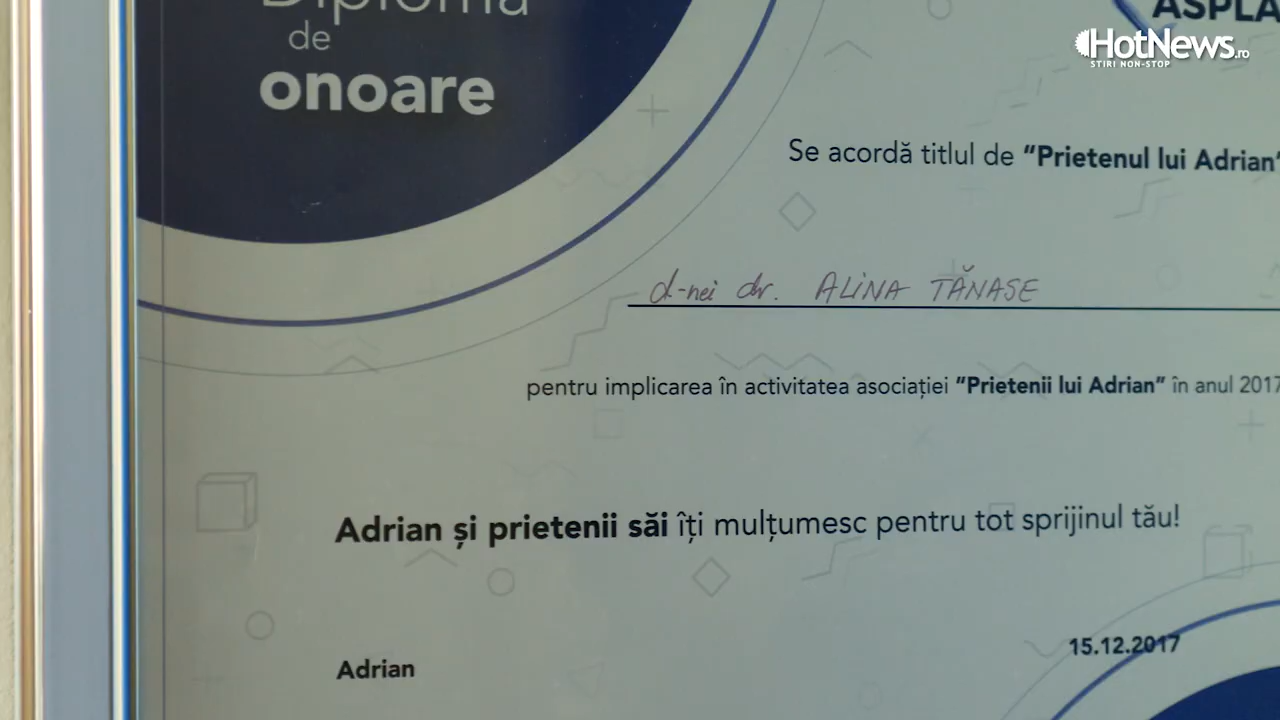 Diploma
de
onoare
ASPLA
HotNews.ro
STIRI NON-STOP
Se acordă titlul de “Prietenul lui Adrian”
d-nei dr. ALINA TĂNASE
pentru implicarea în activitatea asociației “Prietenii lui Adrian” în anul 2017
Adrian și prietenii săi îți mulțumesc pentru tot sprijinul tău!
15.12.2017
Adrian